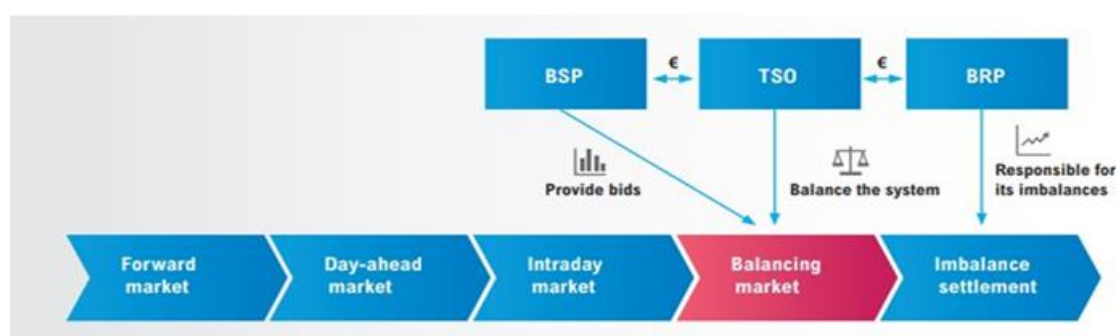 BSP
€
TSO
€
BRP
Provide bids
Balance the system
Responsible for
its imbalances
Forward
market
Day-ahead
market
Intraday
market
Balancing
market
Imbalance
settlement